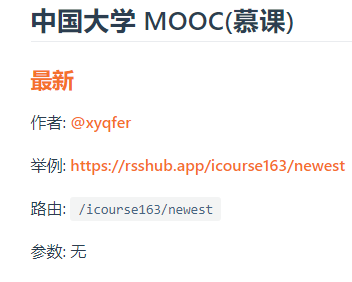 中国大学 MOOC(慕课)
最新
作者: @xyqfer
举例: https://rsshub.app/icourse163/newest
路由: /icourse163/newest
参数: 无